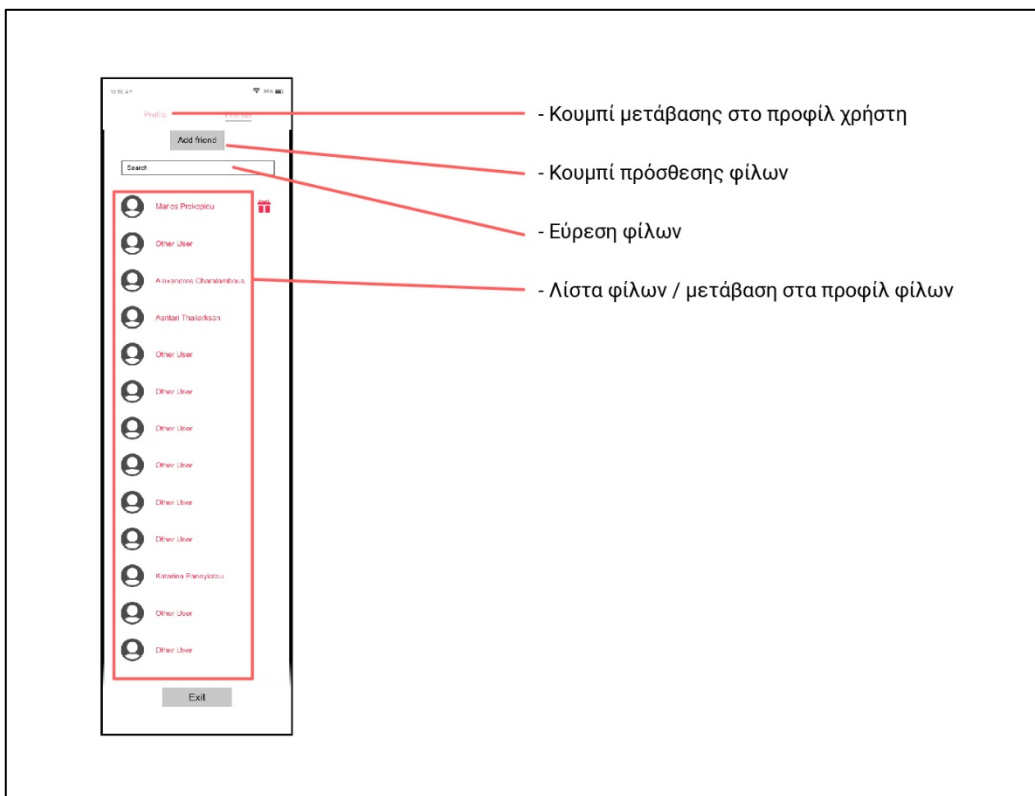 Profile
Friends
Add friend
Search
Marios Prokopiou
Other User
Alexandros Charalambous
Other User
Other User
Other User
Other User
Other User
Other User
Other User
Katerina Panayiotou
Other User
Other User
Exit
- Κουμπί μετάβασης στο προφίλ χρήστη
- Κουμπί πρόσθεσης φίλων
- Εύρεση φίλων
- Λίστα φίλων / μετάβαση στα προφίλ φίλων